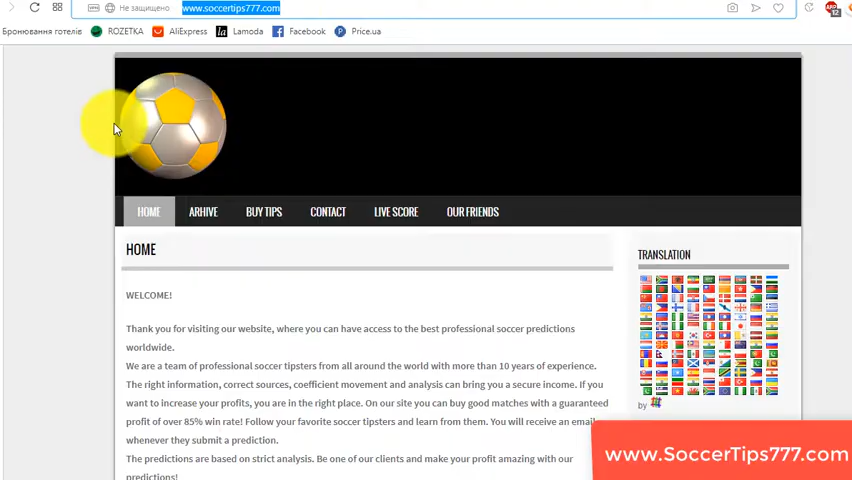 Не защищено
www.soccertips777.com
Бронювання готелів
ROZETKA
AliExpress
la
Lamoda
Facebook
Price.ua
HOME
ARHIVE
BUY TIPS
CONTACT
LIVE SCORE
OUR FRIENDS
HOME
WELCOME!
Thank you for visiting our website, where you can have access to the best professional soccer predictions
worldwide.
We are a team of professional soccer tipsters from all around the world with more than 10 years of experience.
The right information, correct sources, coefficient movement and analysis can bring you a secure income. If you
want to increase your profits, you are in the right place. On our site you can buy good matches with a guaranteed
profit of over 85% win rate! Follow your favorite soccer tipsters and learn from them. You will receive an email
whenever they submit a prediction.
The predictions are based on strict analysis. Be one of our clients and make your profit amazing with our
predictions!
TRANSLATION
by
www.SoccerTips777.com